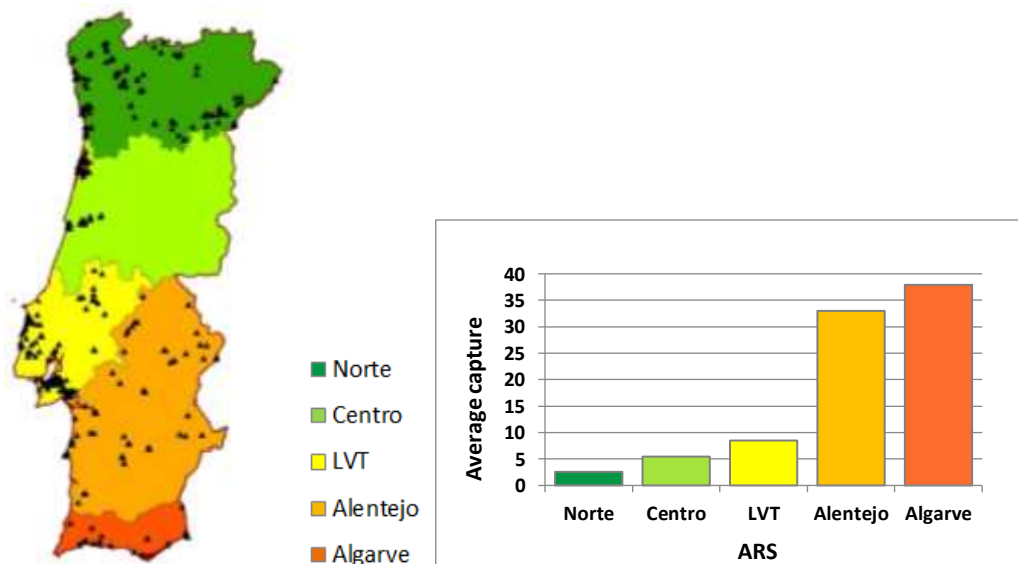 Norte
Centro
LVT
Alentejo
Algarve
Average capture
40
35
30
25
20
15
10
5
0
Norte Centro LVT Alentejo Algarve
ARS